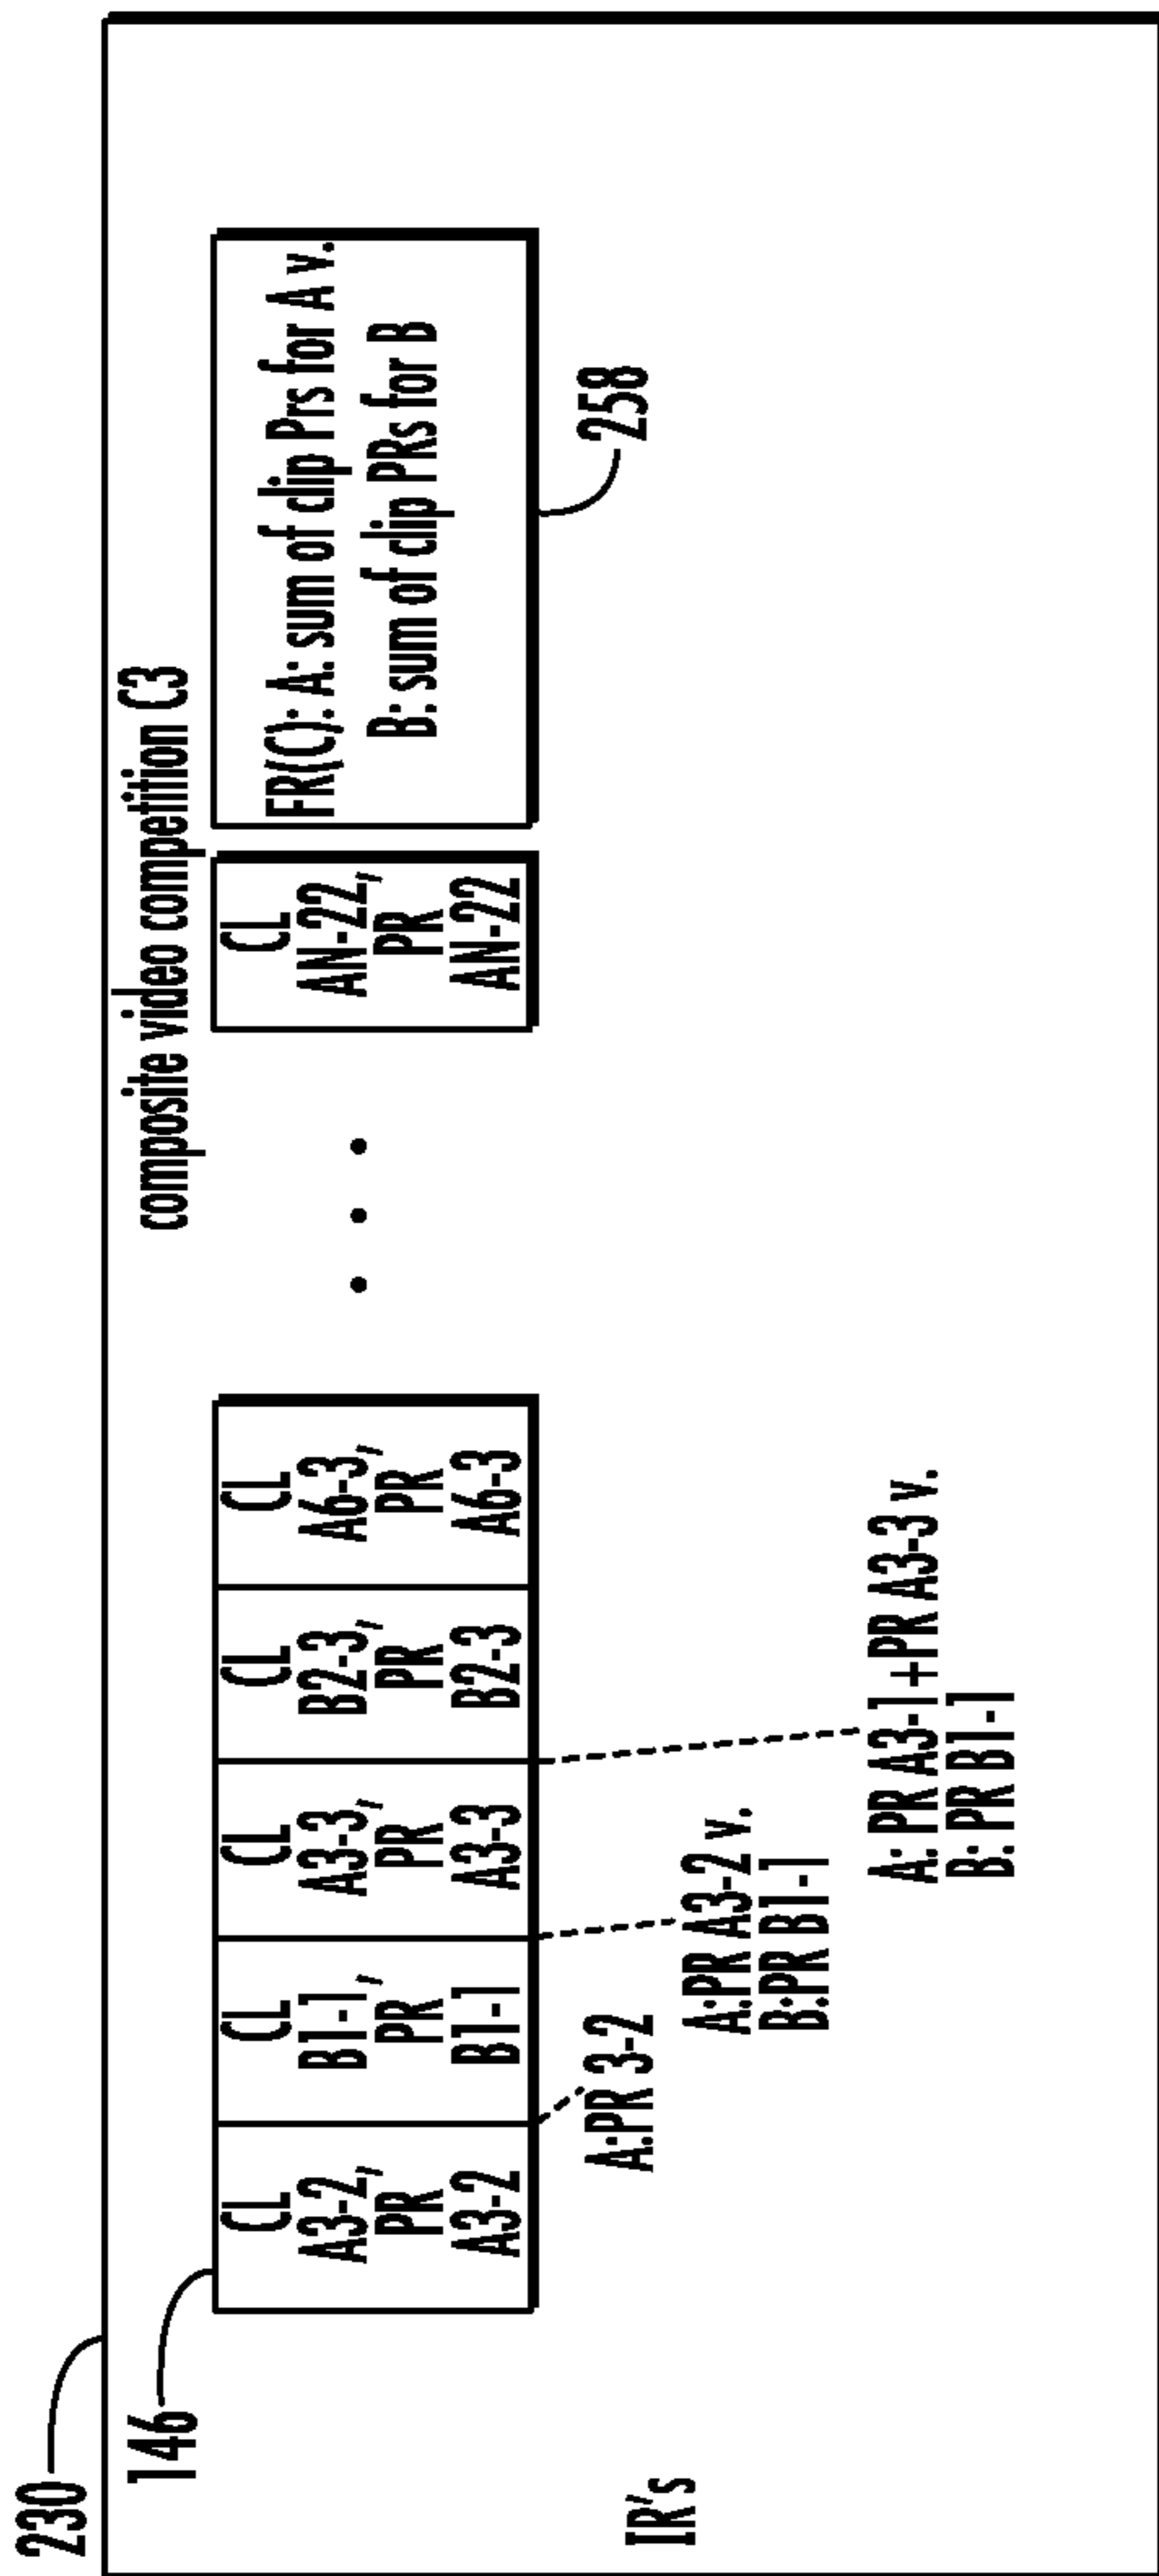 230
composite video competition C3
146
CL
A3-2,
PR
A3-2
CL
B1-1,
PR
B1-1
CL
A3-3,
PR
A3-3
CL
B2-3,
PR
B2-3
CL
A6-3,
PR
A6-3
• • •
CL
AN-22,
PR
AN-22
FR(C): A: sum of clip Prs for A v.
B: sum of clip PRs for B
258
IR's
A:PR 3-2
A:PR A3-2 v.
B:PR B1-1
A: PR A3-1+PR A3-3 v.
B: PR B1-1